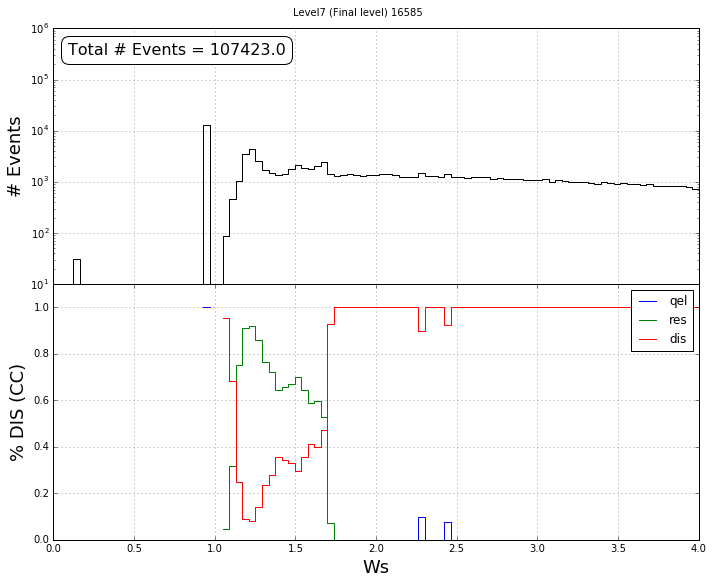 Level7 (Final level) 16585
10^6
Total # Events = 107423.0
10^5
10^4
10^3
10^2
10^1
# Events
qel
res
dis
1.0
0.8
0.6
0.4
0.2
0.0
% DIS (CC)
0.0 0.5 1.0 1.5 2.0 2.5 3.0 3.5 4.0
Ws